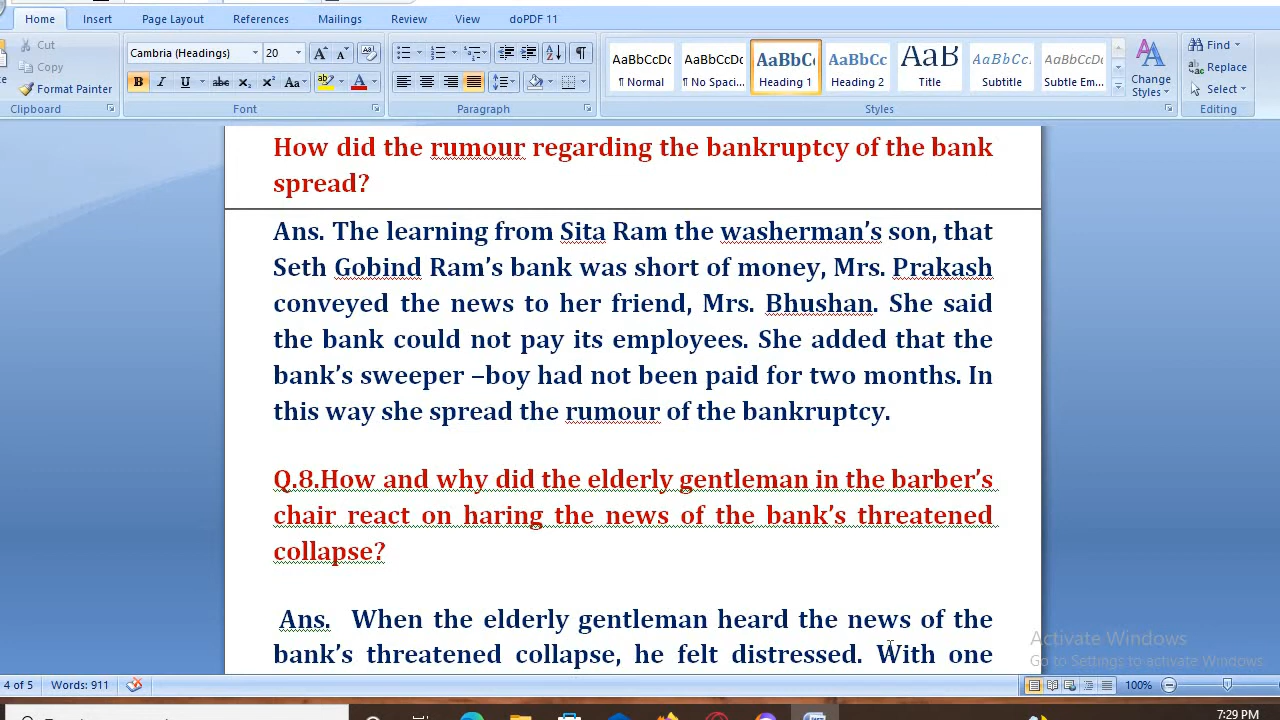 Home Insert Page Layout References Mailings Review View doPDF 11
Cut
Copy
Format Painter
Clipboard
Cambria (Headings) 20
B I U abc x₂ x² Aa
Font
Paragraph
AaBbCcDc AaBbCcDc AaBbC AaBbCc AaB AaBbCc. AaBbCcDc
¶ Normal ¶ No Spaci... Heading 1 Heading 2 Title Subtitle Subtle Em...
Change Styles
Styles
Find
Replace
Select
Editing
How did the rumour regarding the bankruptcy of the bank
spread?
Ans. The learning from Sita Ram the washerman’s son, that
Seth Gobind Ram’s bank was short of money, Mrs. Prakash
conveyed the news to her friend, Mrs. Bhushan. She said
the bank could not pay its employees. She added that the
bank’s sweeper –boy had not been paid for two months. In
this way she spread the rumour of the bankruptcy.
Q.8.How and why did the elderly gentleman in the barber’s
chair react on haring the news of the bank’s threatened
collapse?
Ans. When the elderly gentleman heard the news of the
bank’s threatened collapse, he felt distressed. With one
Activate Windows
Go to Settings to activate Windows.
4 of 5 Words: 911 100%
7:29 PM